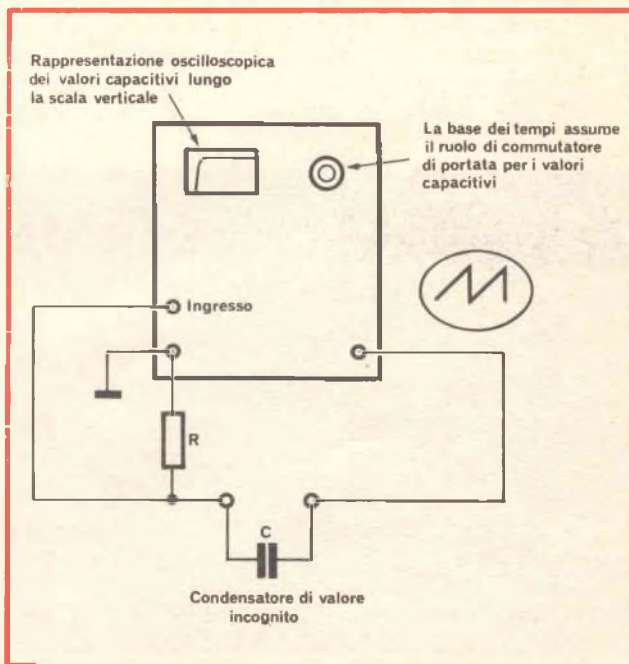 Rappresentazione oscilloscopica
dei valori capacitivi lungo
la scala verticale
La base dei tempi assume
il ruolo di commutatore
di portata per i valori
capacitivi
Ingresso
R
C
Condensatore di valore
incognito